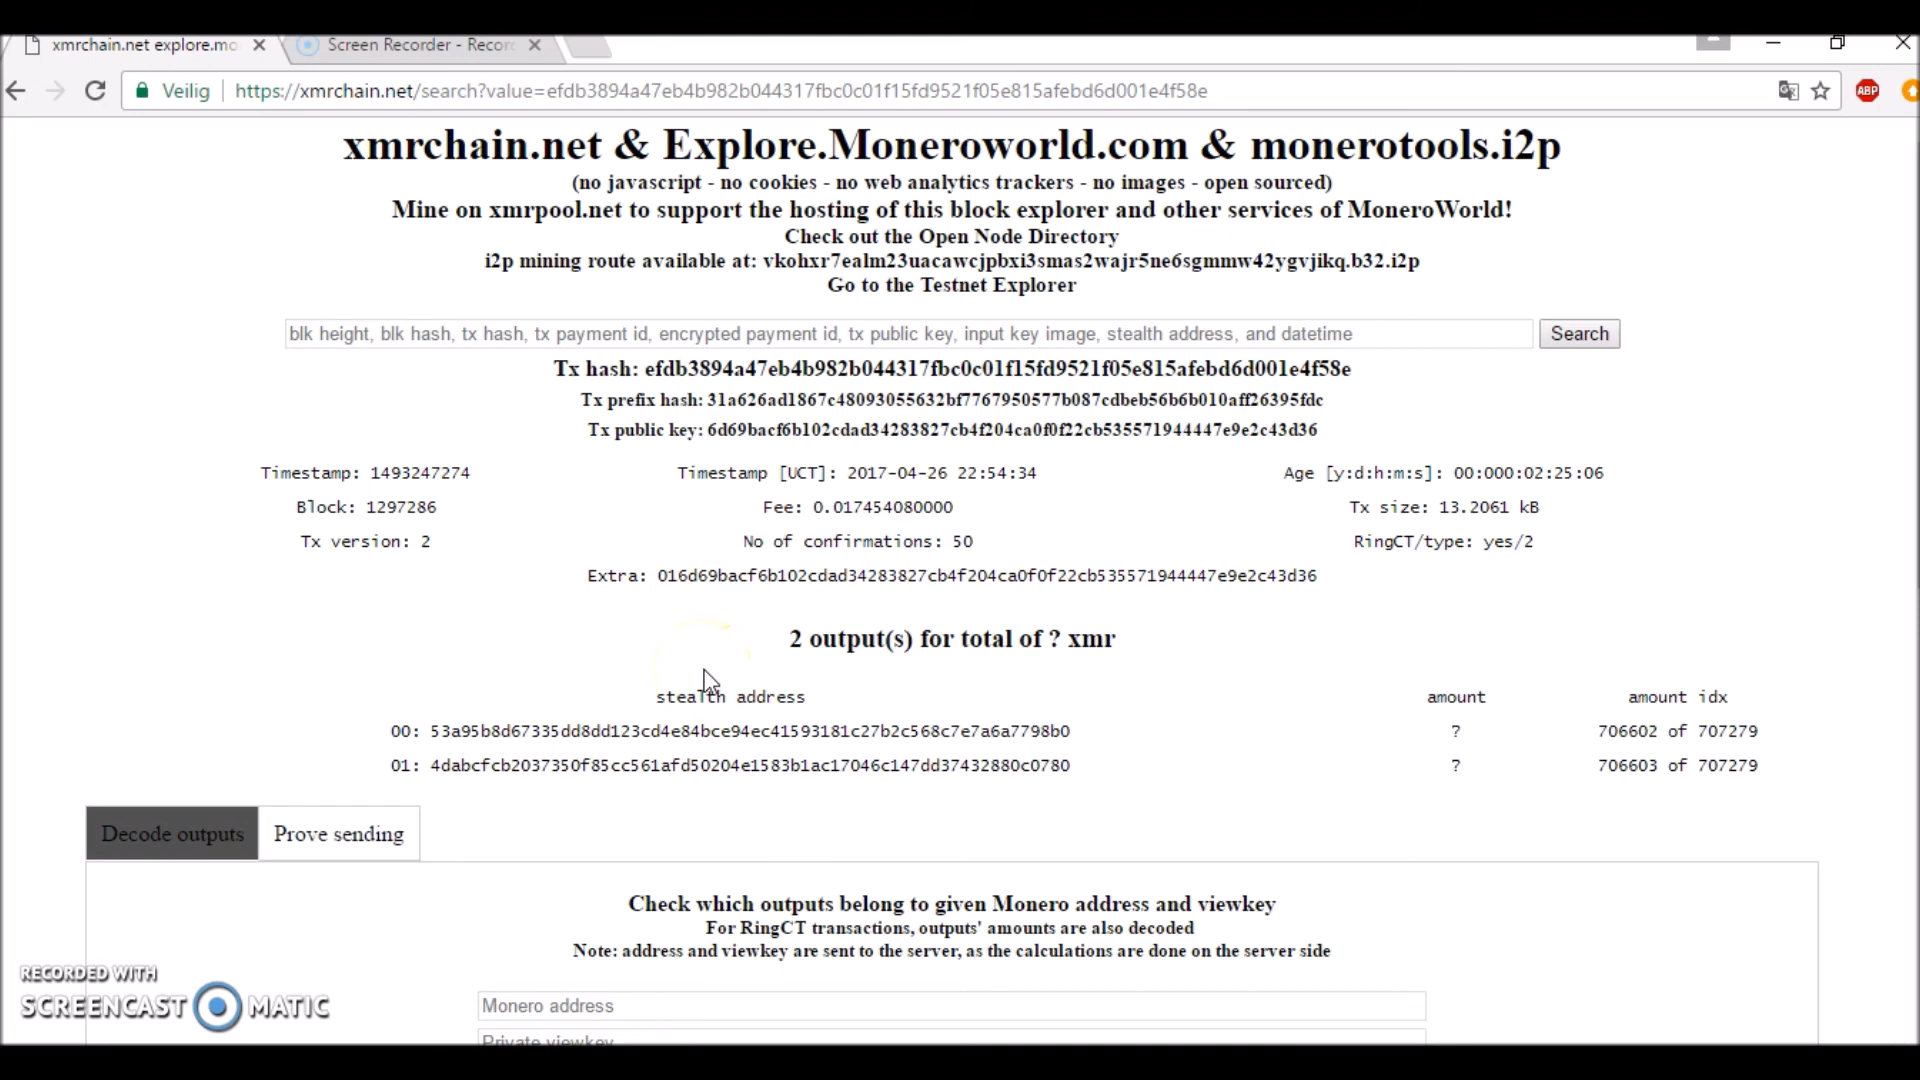 xmrchain.net explore.mo
Screen Recorder - Recor
Veilig
https://xmrchain.net/search?value=efdb3894a47eb4b982b044317fbc0c01f15fd9521f05e815afebd6d001e4f58e
ABP
xmrchain.net & Explore.Moneroworld.com & monerotools.i2p
(no javascript - no cookies - no web analytics trackers - no images - open sourced)
Mine on xmrpool.net to support the hosting of this block explorer and other services of MoneroWorld!
Check out the Open Node Directory
i2p mining route available at: vkohxr7ealm23uacawcjpbxi3smas2wajr5ne6sgmmw42ygvjikq.b32.i2p
Go to the Testnet Explorer
blk height, blk hash, tx hash, tx payment id, encrypted payment id, tx public key, input key image, stealth address, and datetime
Search
Tx hash: efdb3894a47eb4b982b044317fbc0c01f15fd9521f05e815afebd6d001e4f58e
Tx prefix hash: 31a626ad1867c48093055632bf7767950577b087cdbeb56b6b010aff26395fdc
Tx public key: 6d69bacf6b102cdad34283827cb4f204ca0f0f22cb535571944447e9e2c43d36
Timestamp: 1493247274 Timestamp [UCT]: 2017-04-26 22:54:34 Age [y:d:h:m:s]: 00:000:02:25:06
Block: 1297286 Fee: 0.017454080000 Tx size: 13.2061 kB
Tx version: 2 No of confirmations: 50 RingCT/type: yes/2
Extra: 016d69bacf6b102cdad34283827cb4f204ca0f0f22cb535571944447e9e2c43d36
2 output(s) for total of ? xmr
stealth address amount amount idx
00: 53a95b8d67335dd8dd123cd4e84bce94ec41593181c27b2c568c7e7a6a7798b0 ? 706602 of 707279
01: 4dabcfcb2037350f85cc561afd50204e1583b1ac17046c147dd37432880c0780 ? 706603 of 707279
Decode outputs Prove sending
Check which outputs belong to given Monero address and viewkey
For RingCT transactions, outputs' amounts are also decoded
Note: address and viewkey are sent to the server, as the calculations are done on the server side
Monero address
Private viewkey
RECORDED WITH
SCREENCAST MATIC